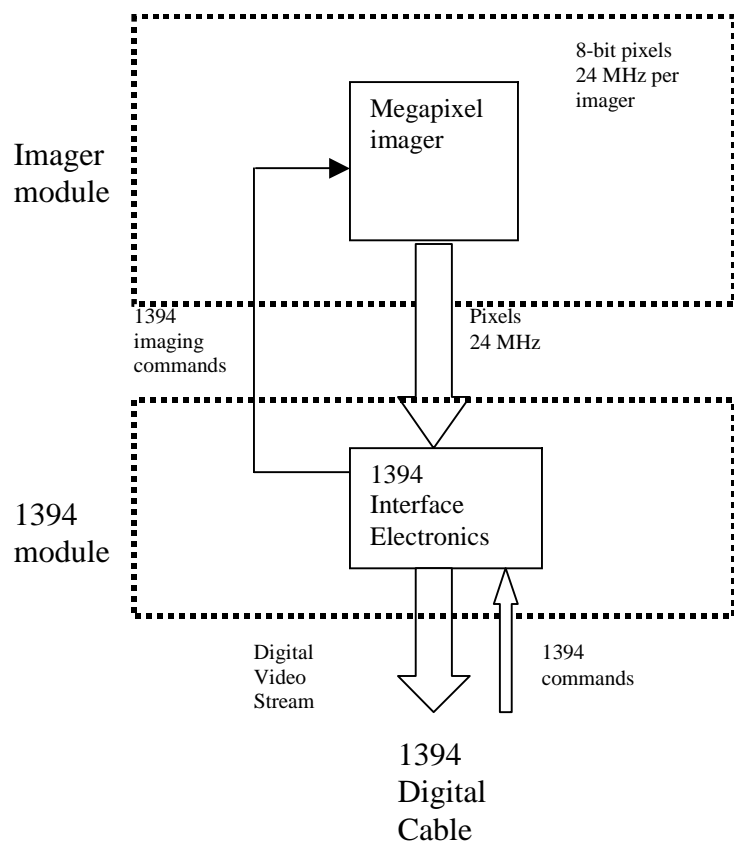 8-bit pixels
24 MHz per
imager
Megapixel
imager
Imager
module
1394
imaging
commands
Pixels
24 MHz
1394
module
1394
Interface
Electronics
Digital
Video
Stream
1394
commands
1394
Digital
Cable